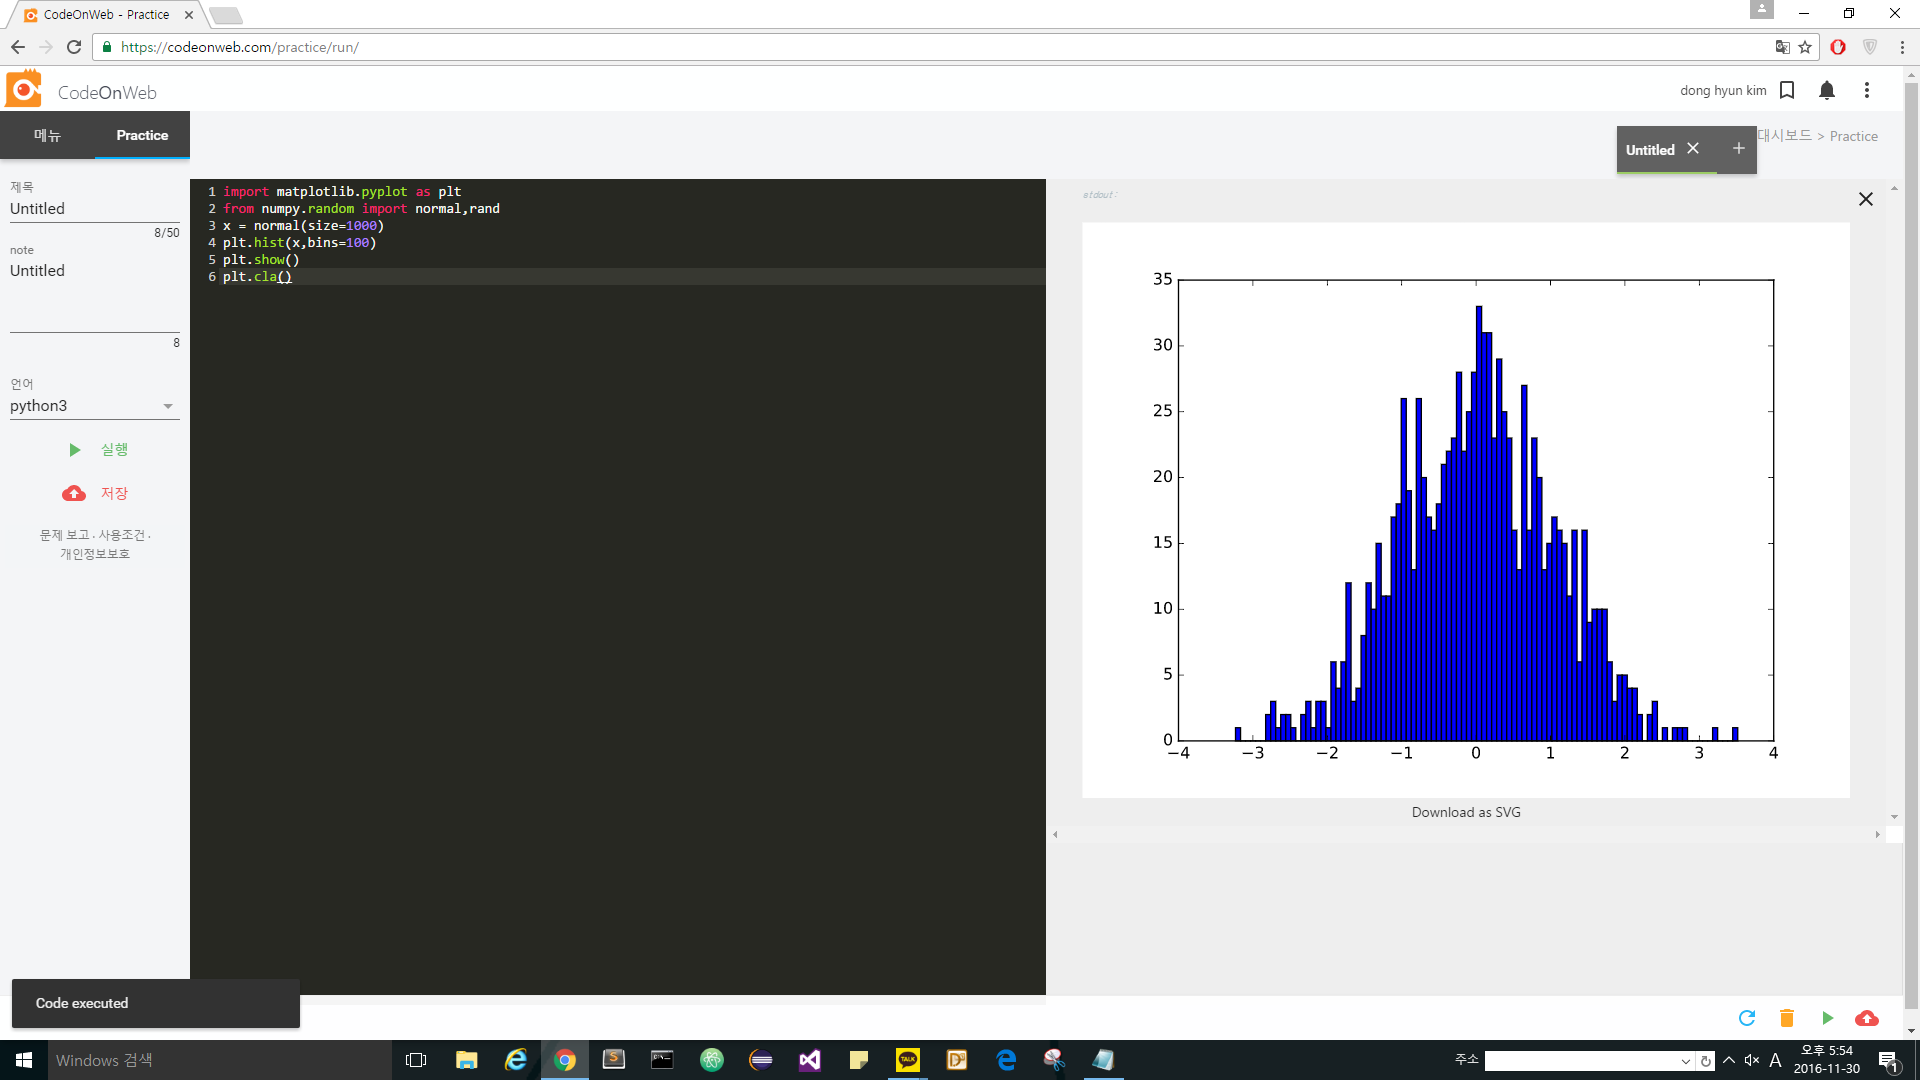 CodeOnWeb - Practice
https://codeonweb.com/practice/run/
CodeOnWeb
dong hyun kim
메뉴
Practice
Untitled
+
대시보드 > Practice
제목
Untitled
8/50
note
Untitled
8
언어
python3
실행
저장
문제 보고 · 사용조건 ·
개인정보보호
1 import matplotlib.pyplot as plt
2 from numpy.random import normal,rand
3 x = normal(size=1000)
4 plt.hist(x,bins=100)
5 plt.show()
6 plt.cla()
stdout:
35
30
25
20
15
10
5
0
−4 −3 −2 −1 0 1 2 3 4
Download as SVG
Code executed
Windows 검색
TALK
주소
A
오후 5:54
2016-11-30
1